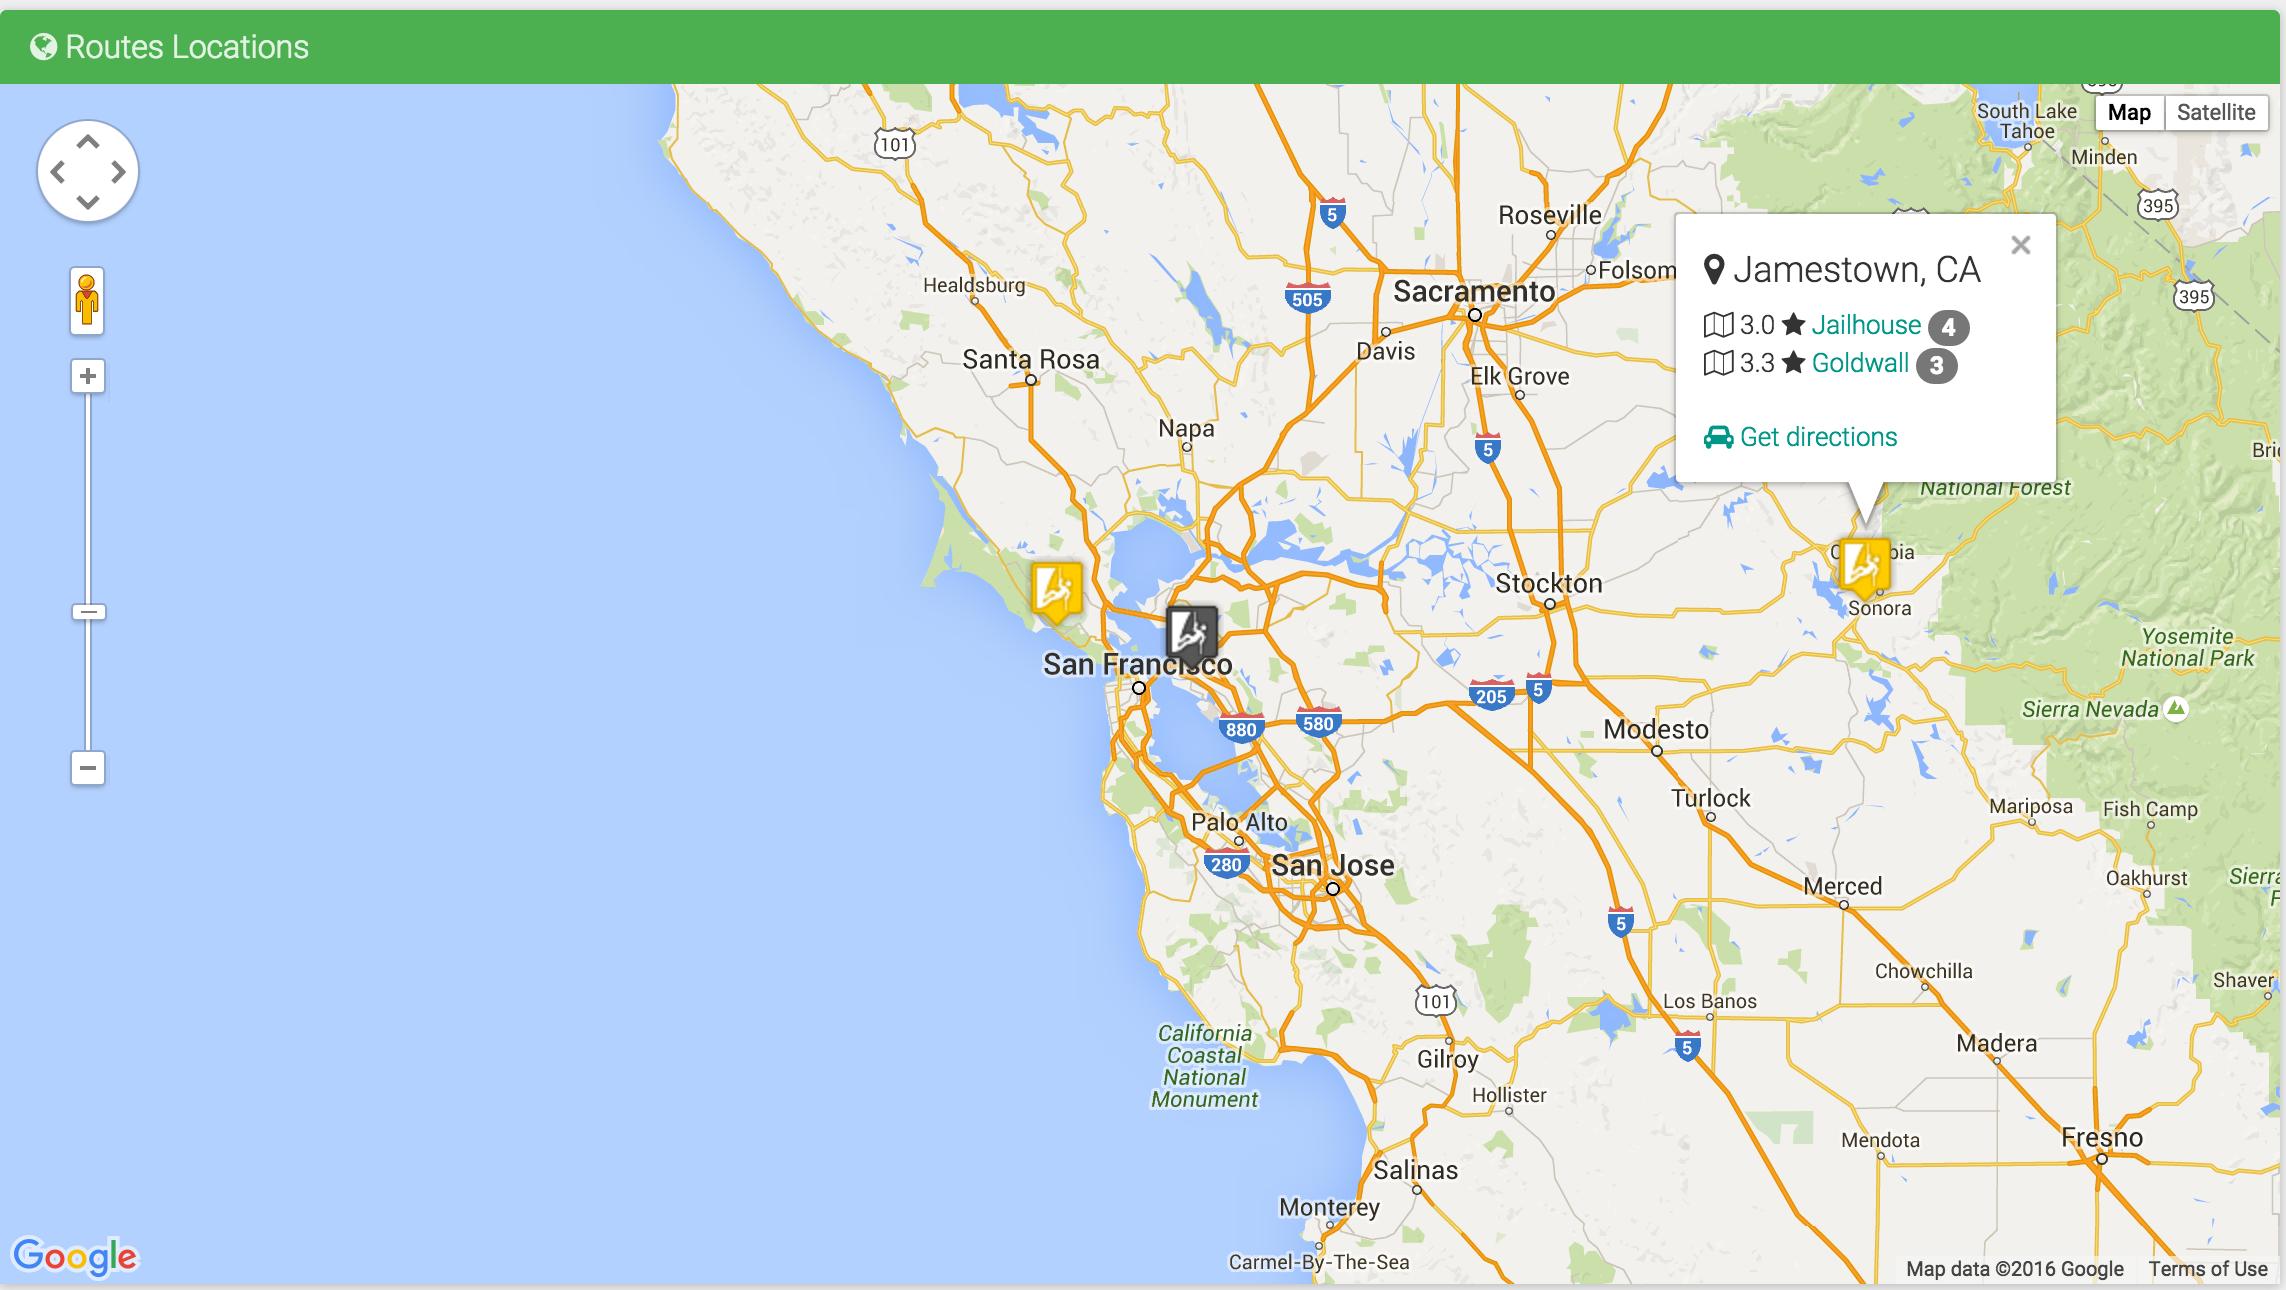 Routes Locations
Map Satellite
South Lake
Tahoe
Minden
101
395
5
Roseville
Jamestown, CA
3.0 Jailhouse 4
3.3 Goldwall 3
Get directions
Folsom
Healdsburg
505
Sacramento
395
Davis
Santa Rosa
Elk Grove
Napa
5
National Forest
Stockton
Sonora
Yosemite
National Park
San Francisco
205
5
Sierra Nevada
880
580
Modesto
Turlock
Mariposa
Fish Camp
Palo Alto
280
San Jose
Merced
Oakhurst
5
Chowchilla
Shaver
101
Los Banos
California
Coastal
National
Monument
5
Gilroy
Madera
Hollister
Mendota
Fresno
Salinas
Monterey
Carmel-By-The-Sea
Google
Map data ©2016 Google Terms of Use